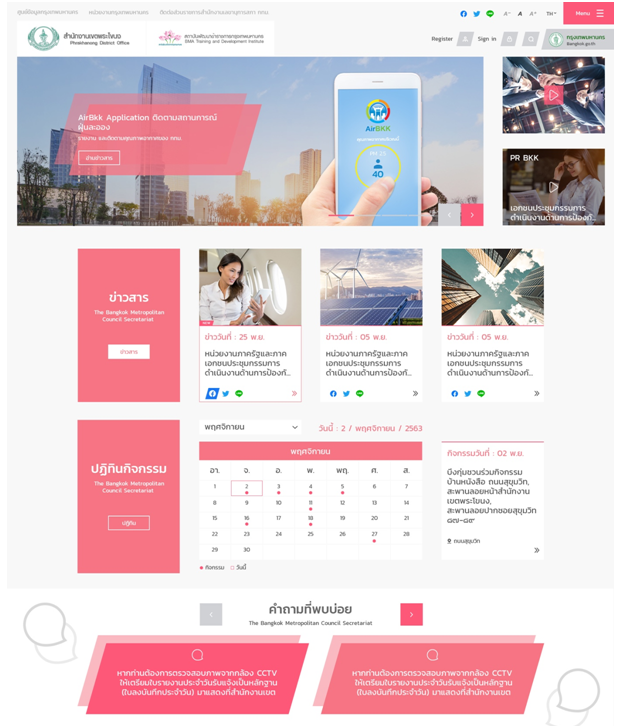 ศูนย์ข้อมูลกรุงเทพมหานคร หน่วยงานกรุงเทพมหานคร ติดต่อส่วนราชการสำนักงานเลขานุการสภา กทม.
A- A A+ TH Menu
สำนักงานเขตพระโขนง
Phrakhanong District Office
สถาบันพัฒนาข้าราชการกรุงเทพมหานคร
BMA Training and Development Institute
Register Sign in
กรุงเทพมหานคร
Bangkok.go.th
AirBkk Application ติดตามสถานการณ์
ฝุ่นละออง
รายงาน และติดตามคุณภาพอากาศของ กทม.
อ่านข่าวสาร
AirBKK
PM2.5
40
PR BKK
เอกชนประชุมกรรมการ
ดำเนินงานด้านการป้องกั...
ข่าวสาร
The Bangkok Metropolitan
Council Secretariat
ข่าวสาร
ข่าววันที่ : 25 พ.ย.
หน่วยงานภาครัฐและภาค
เอกชนประชุมกรรมการ
ดำเนินงานด้านการป้องกั...
ข่าววันที่ : 05 พ.ย.
หน่วยงานภาครัฐและภาค
เอกชนประชุมกรรมการ
ดำเนินงานด้านการป้องกั...
ข่าววันที่ : 05 พ.ย.
หน่วยงานภาครัฐและภาค
เอกชนประชุมกรรมการ
ดำเนินงานด้านการป้องกั...
ปฏิทินกิจกรรม
The Bangkok Metropolitan
Council Secretariat
ปฏิทิน
พฤศจิกายน
วันนี้ : 2 / พฤศจิกายน / 2563
พฤศจิกายน
อา. จ. อ. พ. พฤ. ศ. ส.
1 2 3 4 5 6 7
8 9 10 11 12 13 14
15 16 17 18 19 20 21
22 23 24 25 26 27 28
29 30
กิจกรรม วันนี้
กิจกรรมวันที่ : 02 พ.ย.
บึงกุ่มชวนร่วมกิจกรรม
บ้านหนังสือ ถนนสุขุมวิท,
สะพานลอยหน้าสำนักงาน
เขตพระโขนง,
สะพานลอยปากซอยสุขุมวิท
๘๗-๘๙
ถนนสุขุมวิท
คำถามที่พบบ่อย
The Bangkok Metropolitan Council Secretariat
หากท่านต้องการตรวจสอบภาพจากกล้อง CCTV
ให้เตรียมใบรายงานประจำวันรับแจ้งเป็นหลักฐาน
(ใบลงบันทึกประจำวัน) มาแสดงที่สำนักงานเขต
หากท่านต้องการตรวจสอบภาพจากกล้อง CCTV
ให้เตรียมใบรายงานประจำวันรับแจ้งเป็นหลักฐาน
(ใบลงบันทึกประจำวัน) มาแสดงที่สำนักงานเขต